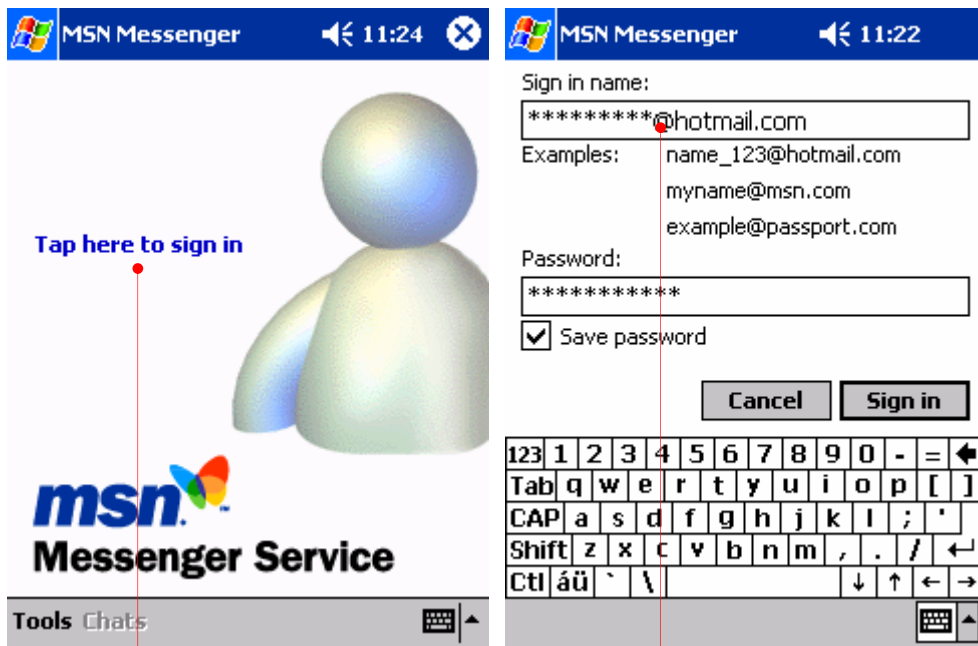 MSN Messenger 11:24
Tap here to sign in
msn.
Messenger Service
Tools Chats
MSN Messenger 11:22
Sign in name:
*********@hotmail.com
Examples: name_123@hotmail.com
myname@msn.com
example@passport.com
Password:
***********
Save password
Cancel Sign in
123 1 2 3 4 5 6 7 8 9 0 - =
Tab q w e r t y u i o p [ ]
CAP a s d f g h j k l ; '
Shift z x c v b n m , . /
Ctl áü ` \ ↓ ↑ ← →